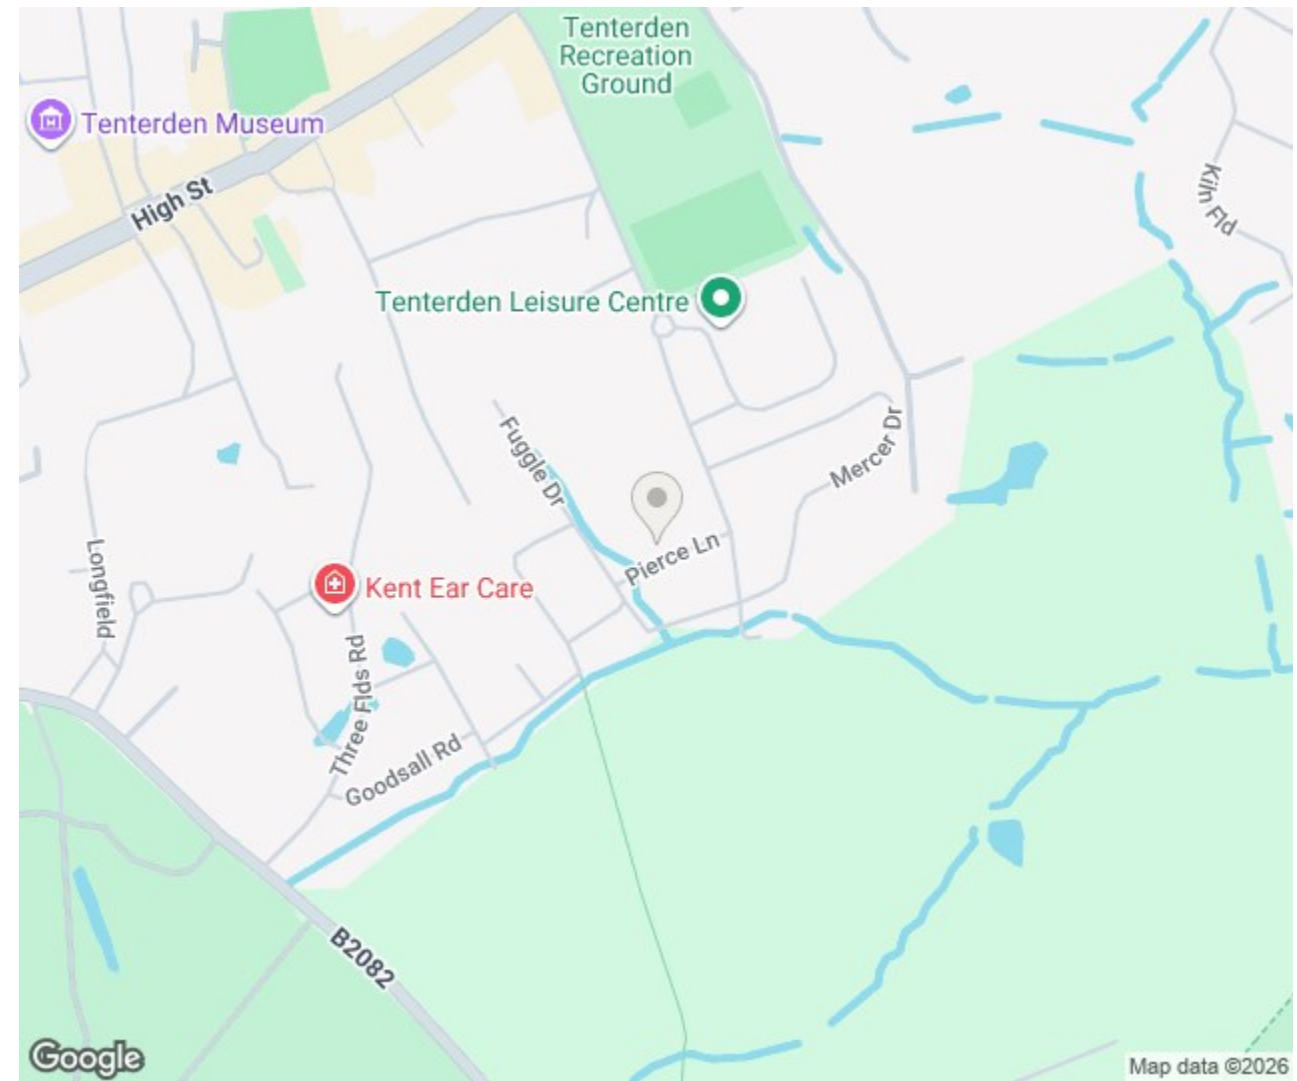 Tenterden
Recreation
Ground
Tenterden Museum
High St
Kiln Fld
Tenterden Leisure Centre
Fuggle Dr
Mercer Dr
Pierce Ln
Longfield
Kent Ear Care
Three Flds Rd
Goodsall Rd
B2082
Google
Map data ©2026